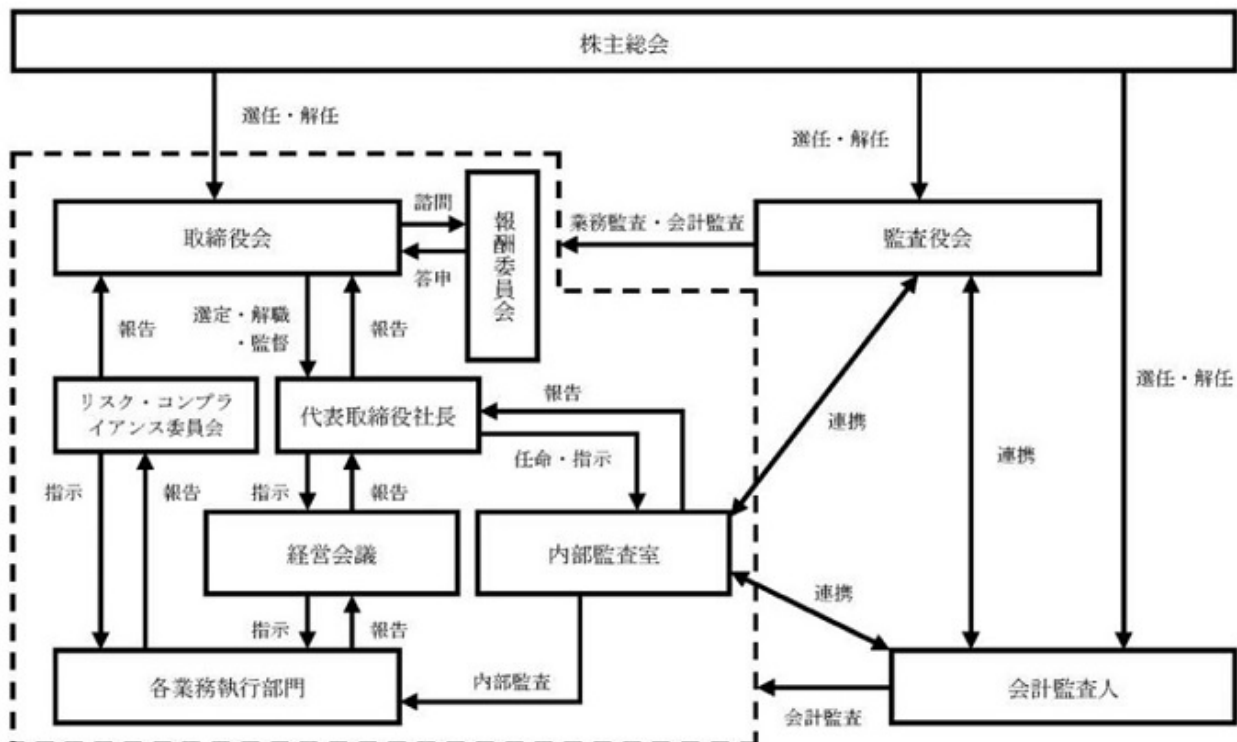 株主総会
選任・解任
選任・解任
選任・解任
取締役会
諮問
答申
報酬委員会
業務監査・会計監査
監査役会
報告
選定・解職
・監督
報告
リスク・コンプラ
イアンス委員会
代表取締役社長
報告
任命・指示
連携
連携
指示
報告
指示
報告
経営会議
内部監査室
連携
指示
報告
各業務執行部門
内部監査
会計監査
会計監査人